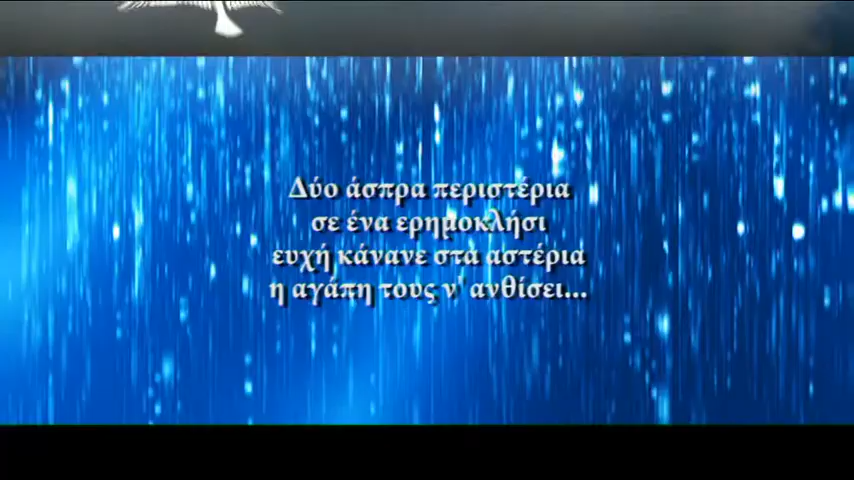 Δύο άσπρα περιστέρια
σε ένα ερημοκλήσι
ευχή κάνανε στα αστέρια
η αγάπη τους ν' ανθίσει...